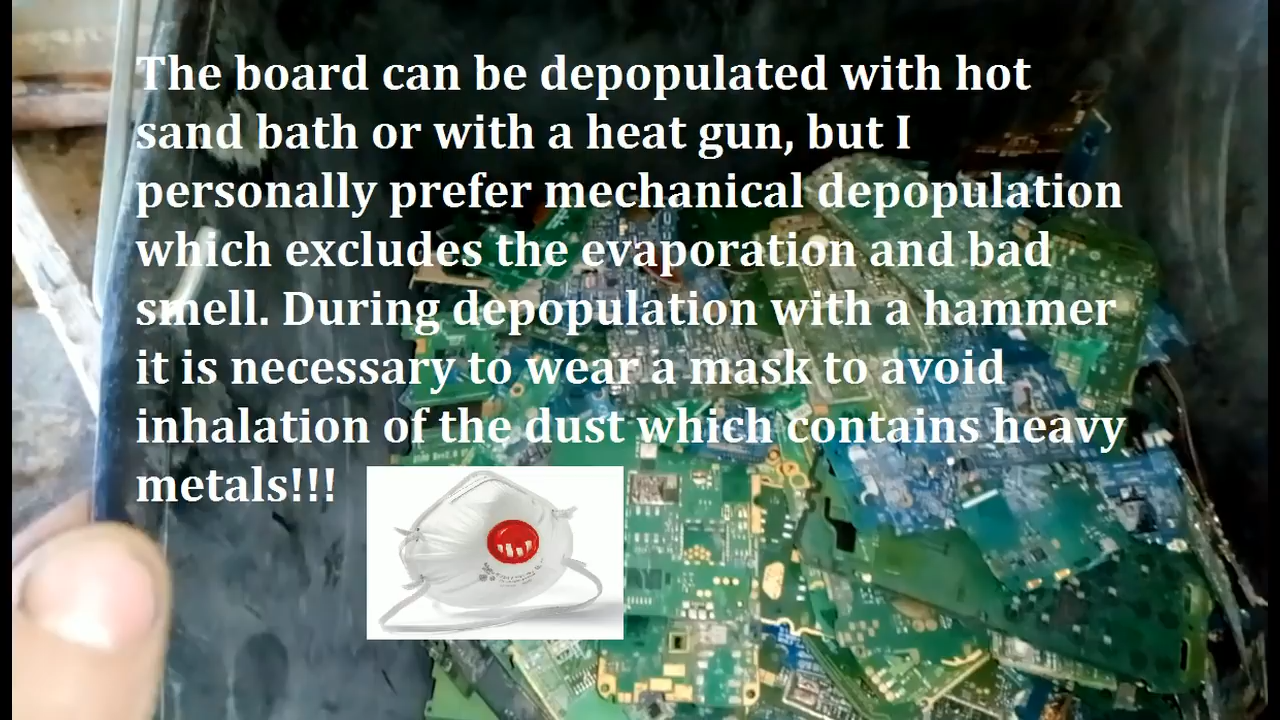 The board can be depopulated with hot
sand bath or with a heat gun, but I
personally prefer mechanical depopulation
which excludes the evaporation and bad
smell. During depopulation with a hammer
it is necessary to wear a mask to avoid
inhalation of the dust which contains heavy
metals!!!